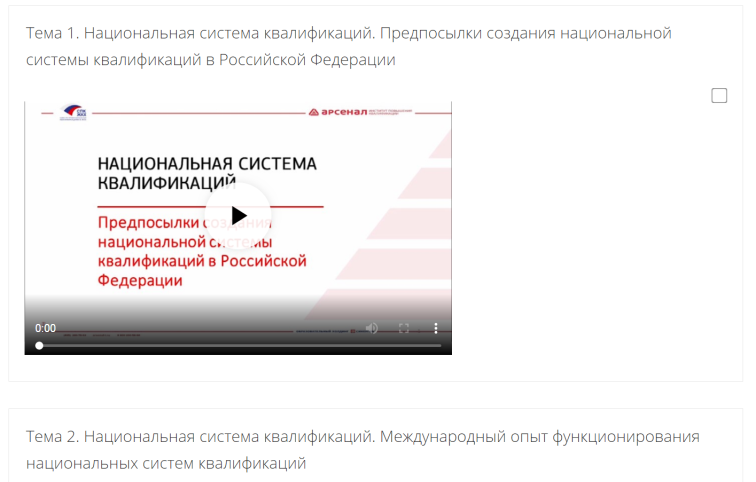 Тема 1. Национальная система квалификаций. Предпосылки создания национальной
системы квалификаций в Российской Федерации
арсенал
НАЦИОНАЛЬНАЯ СИСТЕМА
КВАЛИФИКАЦИЙ
Предпосылки создания
национальной системы
квалификаций в Российской
Федерации
0:00
Тема 2. Национальная система квалификаций. Международный опыт функционирования
национальных систем квалификаций